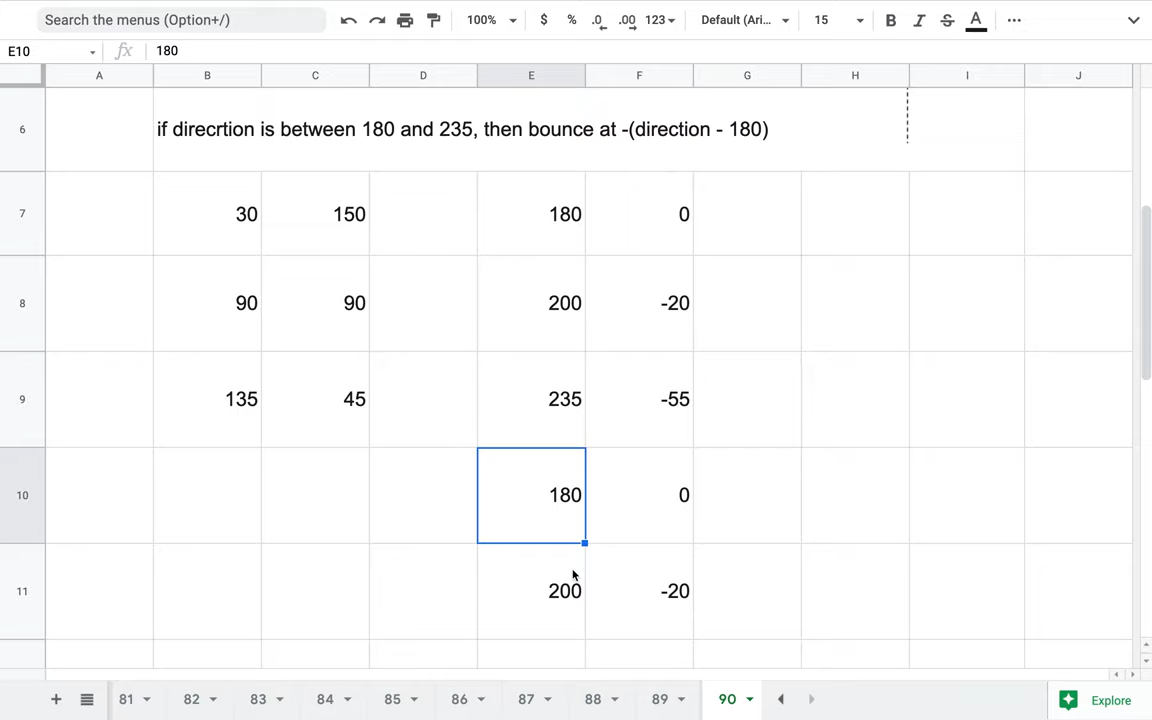 Search the menus (Option+/) 100% $ % .0 .00 123 Default (Ari... 15 B I S A ...
E10 fx 180
A B C D E F G H I J
6 if direcrtion is between 180 and 235, then bounce at -(direction - 180)
7 30 150 180 0
8 90 90 200 -20
9 135 45 235 -55
10 180 0
11 200 -20
+ 81 82 83 84 85 86 87 88 89 90 Explore